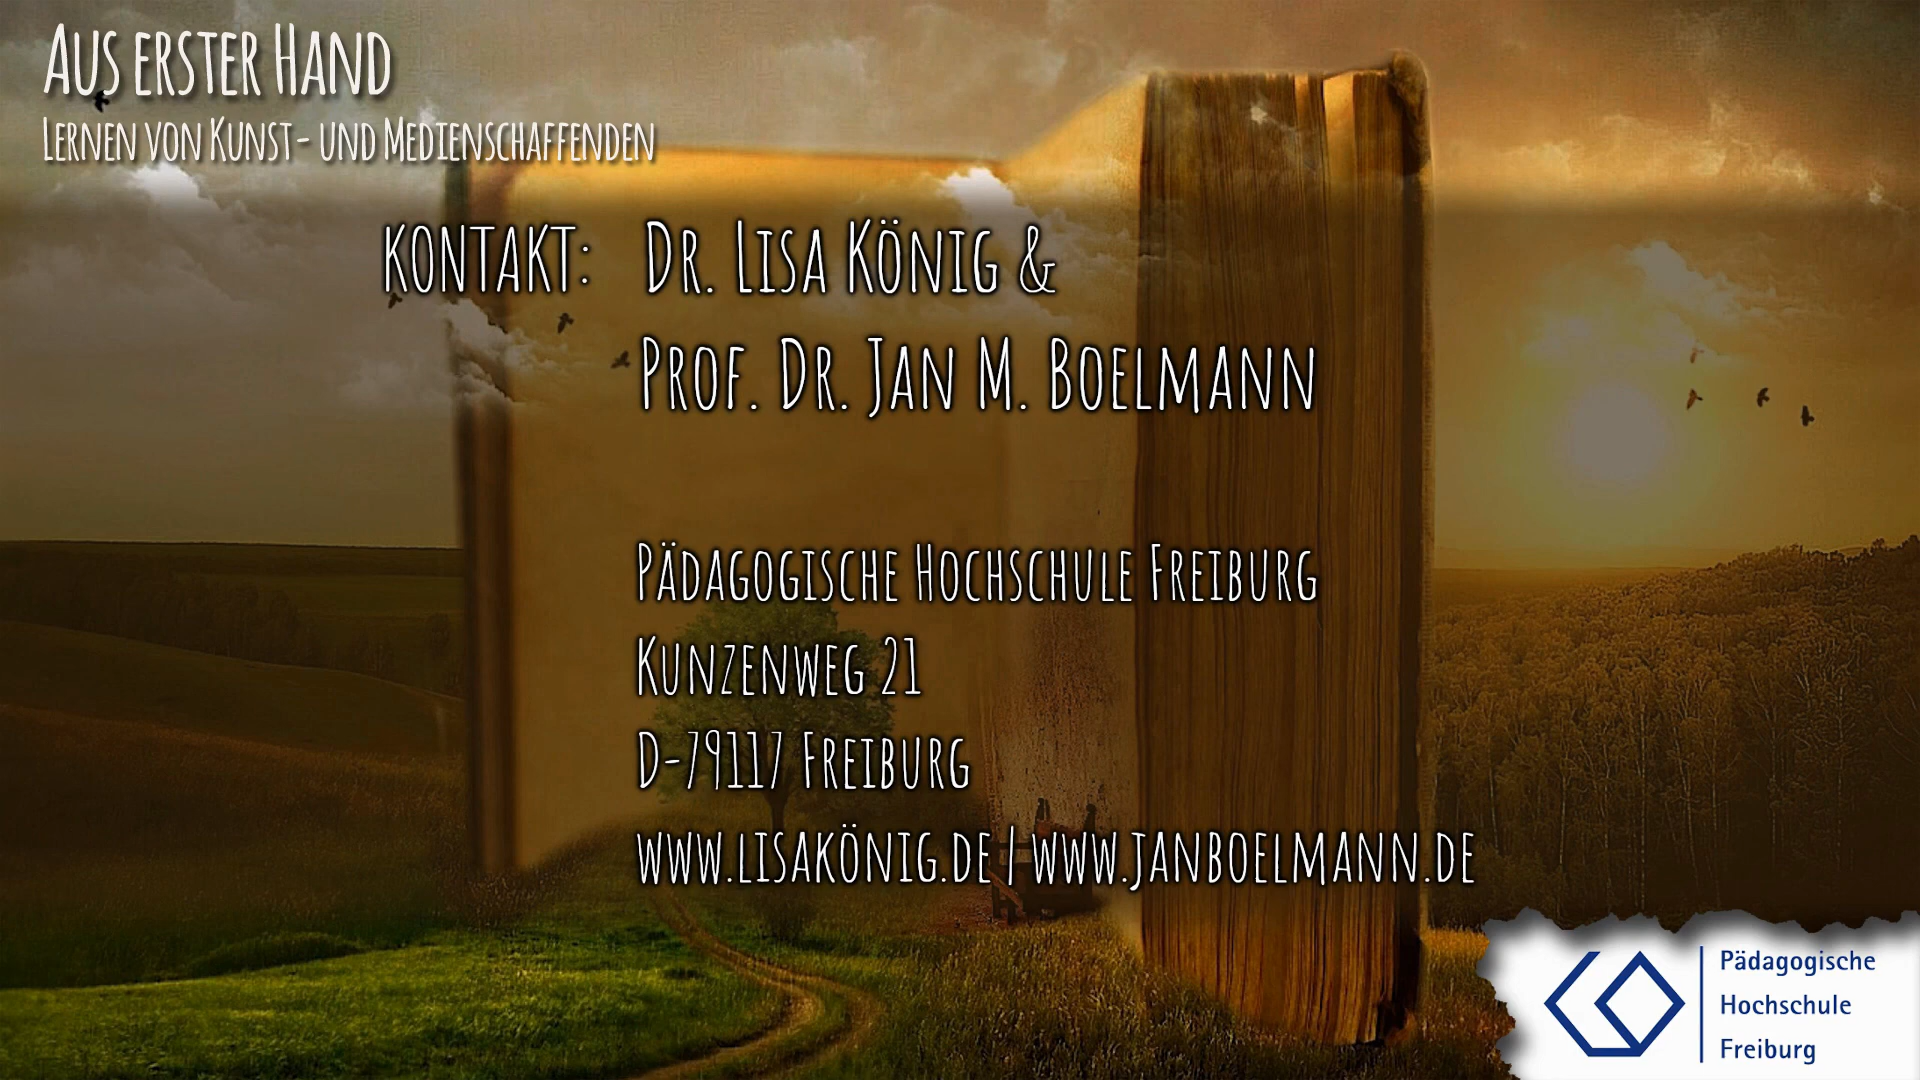 Aus erster Hand
Lernen von Kunst- und Medienschaffenden
KONTAKT: Dr. Lisa König &
Prof. Dr. Jan M. Boelmann
Pädagogische Hochschule Freiburg
Kunzenweg 21
D-79117 Freiburg
www.lisakönig.de | www.janboelmann.de
Pädagogische
Hochschule
Freiburg